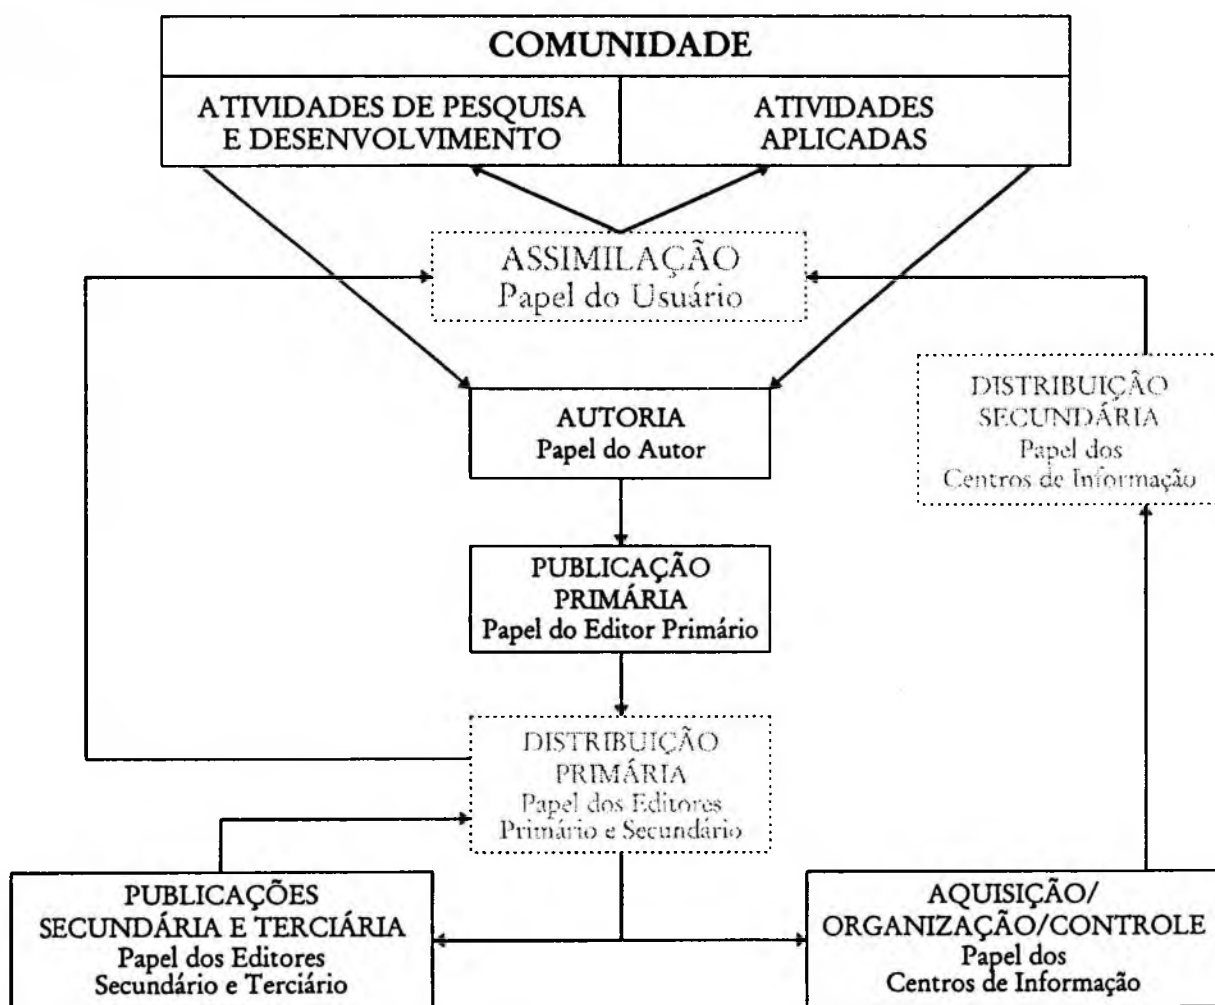 COMUNIDADE
ATIVIDADES DE PESQUISA
E DESENVOLVIMENTO
ATIVIDADES
APLICADAS
ASSIMILAÇÃO
Papel do Usuário
AUTORIA
Papel do Autor
DISTRIBUIÇÃO
SECUNDÁRIA
Papel dos
Centros de Informação
PUBLICAÇÃO
PRIMÁRIA
Papel do Editor Primário
DISTRIBUIÇÃO
PRIMÁRIA
Papel dos Editores
Primário e Secundário
PUBLICAÇÕES
SECUNDÁRIA E TERCIÁRIA
Papel dos Editores
Secundário e Terciário
AQUISIÇÃO/
ORGANIZAÇÃO/CONTROLE
Papel dos
Centros de Informação